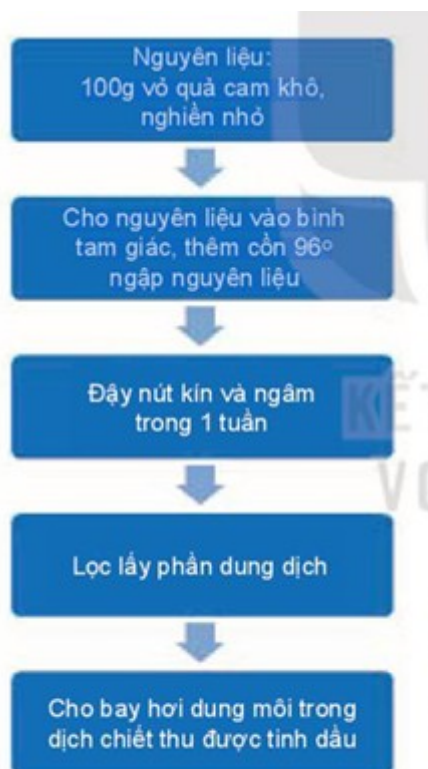 Nguyên liệu:
100g vỏ quả cam khô,
nghiền nhỏ
Cho nguyên liệu vào bình
tam giác, thêm cồn 96º
ngập nguyên liệu
Đậy nút kín và ngâm
trong 1 tuần
KẾT
Lọc lấy phần dung dịch
Cho bay hơi dung môi trong
dịch chiết thu được tinh dầu